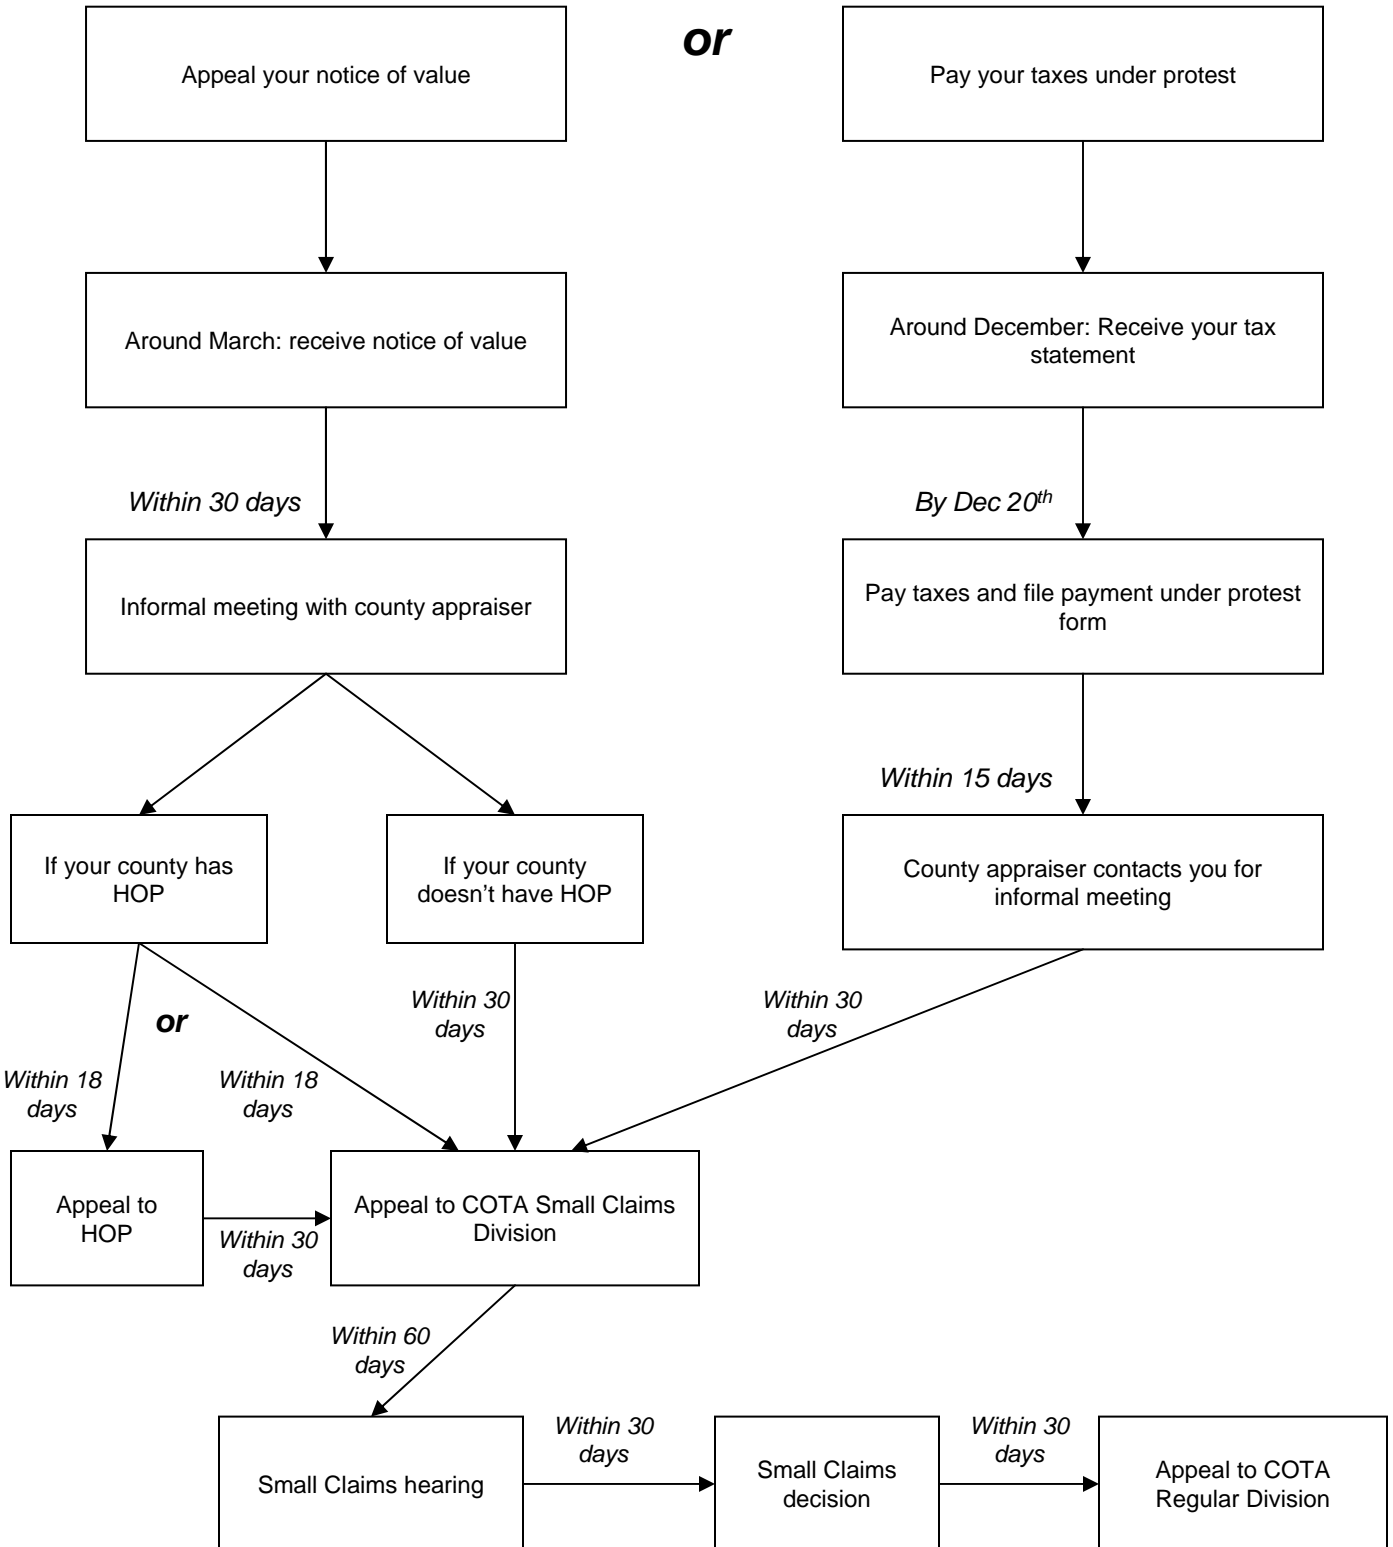 or
Appeal your notice of value
Pay your taxes under protest
Around March: receive notice of value
Around December: Receive your tax
statement
Within 30 days
By Dec 20th
Informal meeting with county appraiser
Pay taxes and file payment under protest
form
Within 15 days
If your county has
HOP
If your county
doesn’t have HOP
County appraiser contacts you for
informal meeting
Within 30
days
Within 30
days
or
Within 18
days
Within 18
days
Appeal to
HOP
Within 30
days
Appeal to COTA Small Claims
Division
Within 60
days
Small Claims hearing
Within 30
days
Small Claims
decision
Within 30
days
Appeal to COTA
Regular Division